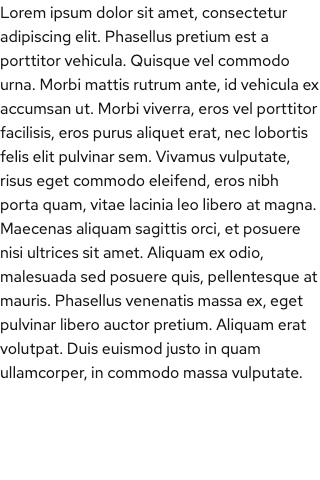 Lorem ipsum dolor sit amet, consectetur
adipiscing elit. Phasellus pretium est a
porttitor vehicula. Quisque vel commodo
urna. Morbi mattis rutrum ante, id vehicula ex
accumsan ut. Morbi viverra, eros vel porttitor
facilisis, eros purus aliquet erat, nec lobortis
felis elit pulvinar sem. Vivamus vulputate,
risus eget commodo eleifend, eros nibh
porta quam, vitae lacinia leo libero at magna.
Maecenas aliquam sagittis orci, et posuere
nisi ultrices sit amet. Aliquam ex odio,
malesuada sed posuere quis, pellentesque at
mauris. Phasellus venenatis massa ex, eget
pulvinar libero auctor pretium. Aliquam erat
volutpat. Duis euismod justo in quam
ullamcorper, in commodo massa vulputate.